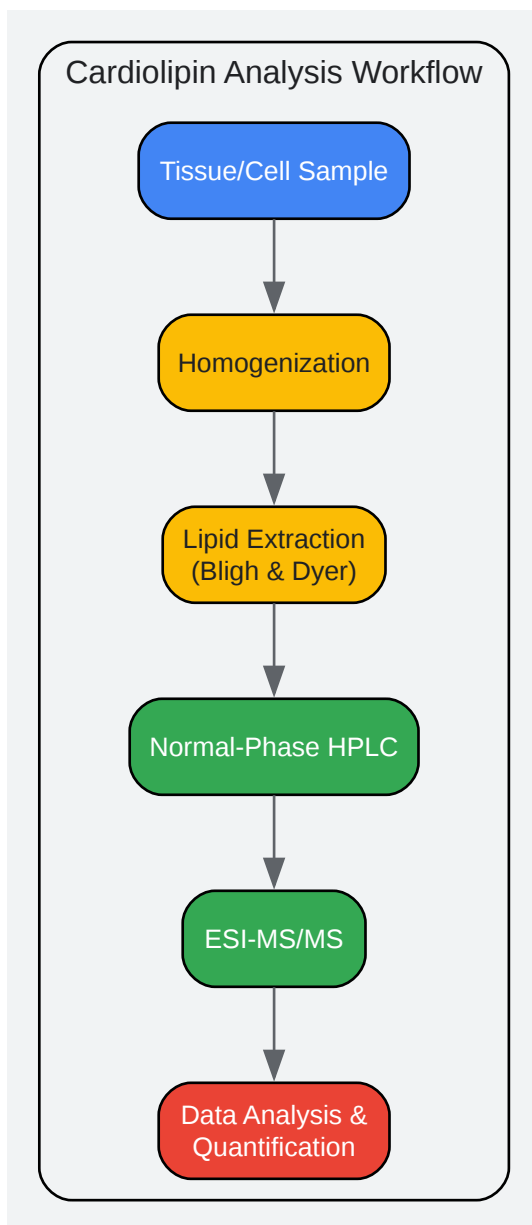 Cardiolipin Analysis Workflow
Tissue/Cell Sample
Homogenization
Lipid Extraction
(Bligh & Dyer)
Normal-Phase HPLC
ESI-MS/MS
Data Analysis &
Quantification